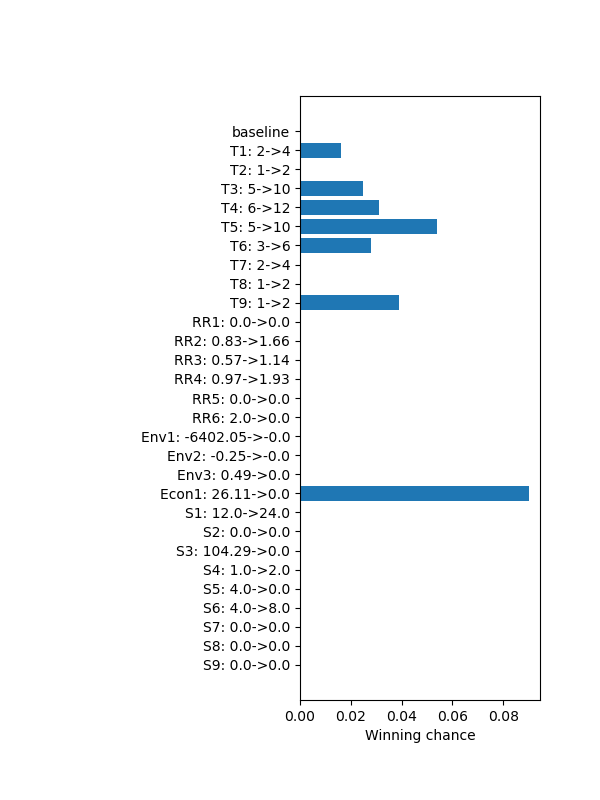 baseline
T1: 2->4
T2: 1->2
T3: 5->10
T4: 6->12
T5: 5->10
T6: 3->6
T7: 2->4
T8: 1->2
T9: 1->2
RR1: 0.0->0.0
RR2: 0.83->1.66
RR3: 0.57->1.14
RR4: 0.97->1.93
RR5: 0.0->0.0
RR6: 2.0->0.0
Env1: -6402.05->-0.0
Env2: -0.25->-0.0
Env3: 0.49->0.0
Econ1: 26.11->0.0
S1: 12.0->24.0
S2: 0.0->0.0
S3: 104.29->0.0
S4: 1.0->2.0
S5: 4.0->0.0
S6: 4.0->8.0
S7: 0.0->0.0
S8: 0.0->0.0
S9: 0.0->0.0
0.00 0.02 0.04 0.06 0.08
Winning chance